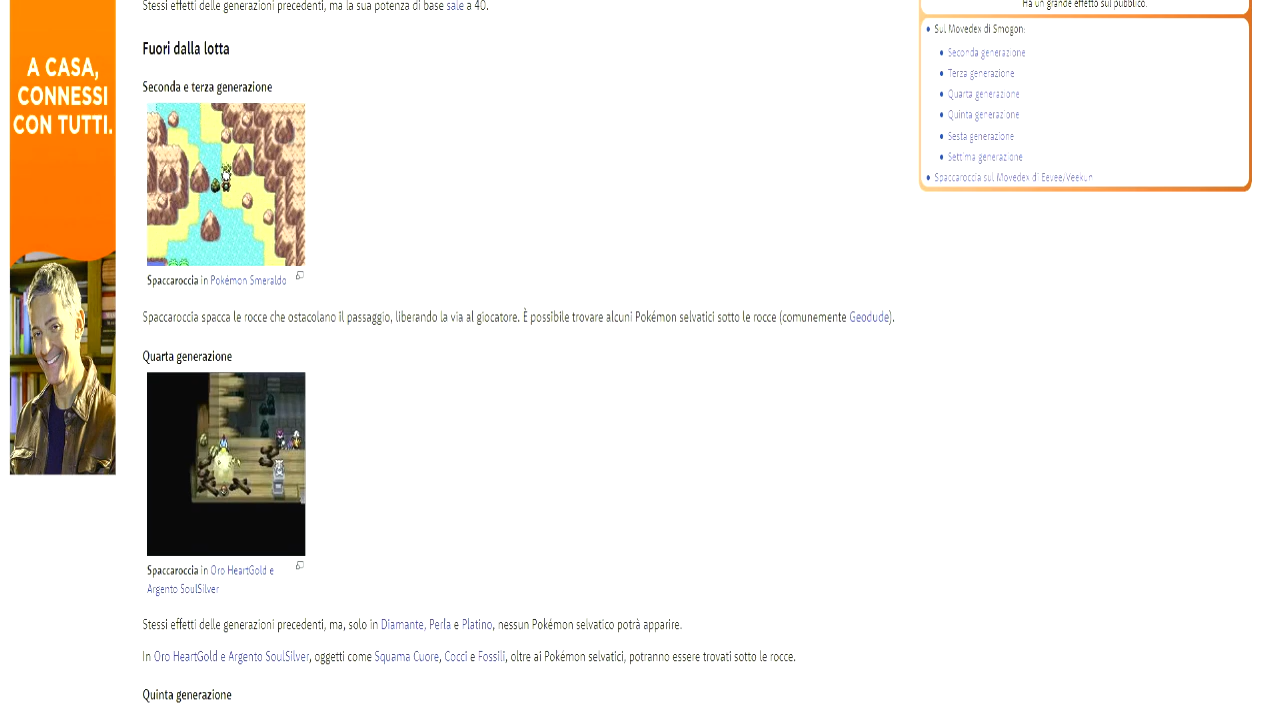 Stessi effetti delle generazioni precedenti, ma la sua potenza di base sale a 40.
Fuori dalla lotta
Seconda e terza generazione
Spaccaroccia in Pokémon Smeraldo
Spaccaroccia spacca le rocce che ostacolano il passaggio, liberando la via al giocatore. È possibile trovare alcuni Pokémon selvatici sotto le rocce (comunemente Geodude).
Quarta generazione
Spaccaroccia in Oro HeartGold e
Argento SoulSilver
Stessi effetti delle generazioni precedenti, ma, solo in Diamante, Perla e Platino, nessun Pokémon selvatico potrà apparire.
In Oro HeartGold e Argento SoulSilver, oggetti come Squama Cuore, Cocci e Fossili, oltre ai Pokémon selvatici, potranno essere trovati sotto le rocce.
Quinta generazione
A CASA,
CONNESSI
CON TUTTI.
Ha un grande effetto sul pubblico.
Sul Movedex di Smogon:
Seconda generazione
Terza generazione
Quarta generazione
Quinta generazione
Sesta generazione
Settima generazione
Spaccaroccia sul Movedex di Eevee/Veekun